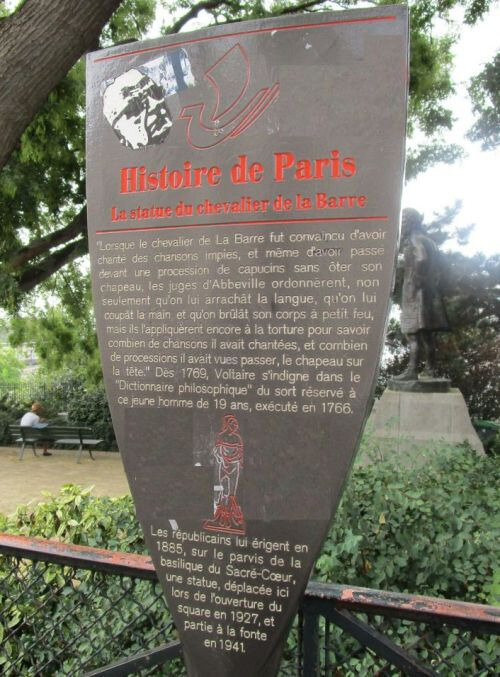 Histoire de Paris
La statue du chevalier de la Barre
"Lorsque le chevalier de La Barre fut convaincu d'avoir
chanté des chansons impies, et même d'avoir passé
devant une procession de capucins sans ôter son
chapeau, les juges d'Abbeville ordonnèrent, non
seulement qu'on lui arrachât la langue, qu'on lui
coupât la main, et qu'on brûlât son corps à petit feu,
mais ils l'appliquèrent encore à la torture pour savoir
combien de chansons il avait chantées, et combien
de processions il avait vues passer, le chapeau sur
la tête." Dès 1769, Voltaire s'indigne dans le
"Dictionnaire philosophique" du sort réservé à
ce jeune homme de 19 ans, exécuté en 1766.
Les républicains lui érigent en
1885, sur le parvis de la
basilique du Sacré-Cœur,
une statue, déplacée ici
lors de l'ouverture du
square en 1927, et
partie à la fonte
en 1941.